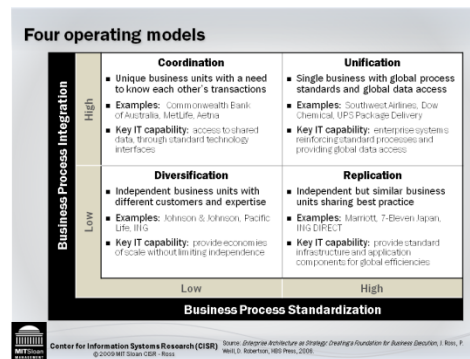 Four operating models
Business Process Integration
High
Low
Coordination
■ Unique business units with a need
to know each other's transactions
■ Examples: Commonwealth Bank
of Australia, MetLife, Aetna
■ Key IT capability: access to shared
data, through standard technology
interfaces
Unification
■ Single business with global process
standards and global data access
■ Examples: Southwest Airlines, Dow
Chemical, UPS Package Delivery
■ Key IT capability: enterprise systems
reinforcing standard processes and
providing global data access
Diversification
■ Independent business units with
different customers and expertise
■ Examples: Johnson & Johnson, Pacific
Life, ING
■ Key IT capability: provide economies
of scale without limiting independence
Replication
■ Independent but similar business
units sharing best practice
■ Examples: Marriott, 7-Eleven Japan,
ING DIRECT
■ Key IT capability: provide standard
infrastructure and application
components for global efficiencies
Low
High
Business Process Standardization
MITSloan
MANAGEMENT
Center for Information Systems Research (CISR)
© 2009 MIT Sloan CISR - Ross
Source: Enterprise Architecture as Strategy: Creating a Foundation for Business Execution, J. Ross, P.
Weill, D. Robertson, HBS Press, 2006.